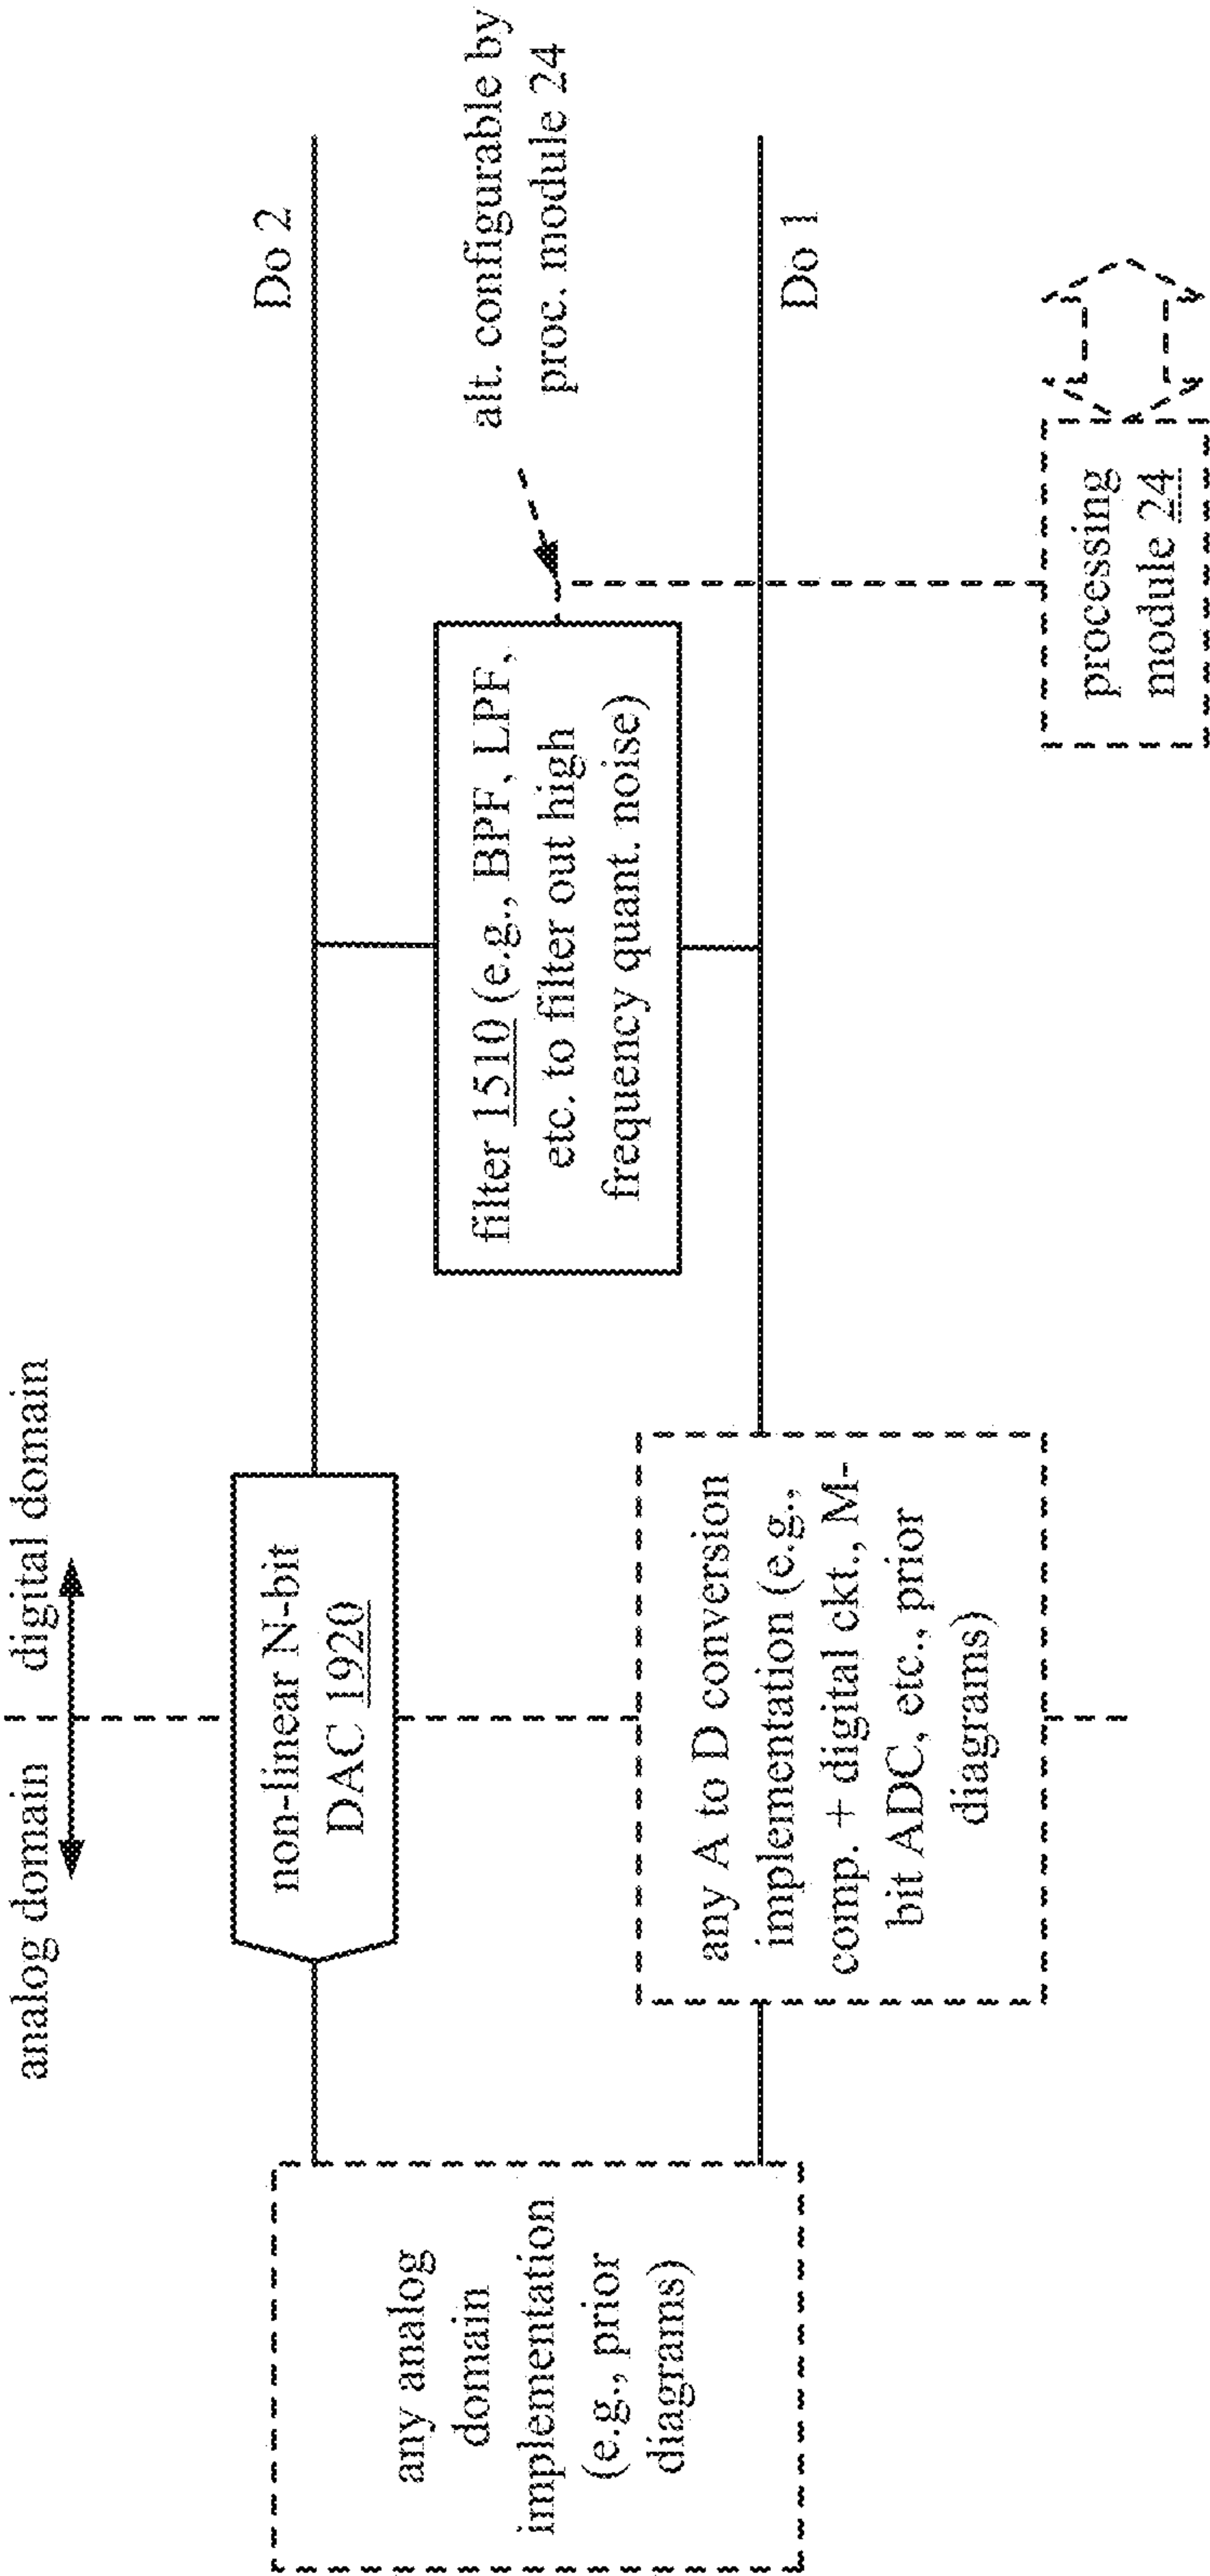 analog domain
digital domain
non-linear N-bit
DAC 1920
Do 2
any analog
domain
implementation
(e.g., prior
diagrams)
filter 1510 (e.g., BPF, LPF,
etc. to filter out high
frequency quant. noise)
alt. configurable by
proc. module 24
any A to D conversion
implementation (e.g.,
comp. + digital ckt., M-
bit ADC, etc., prior
diagrams)
Do 1
processing
module 24